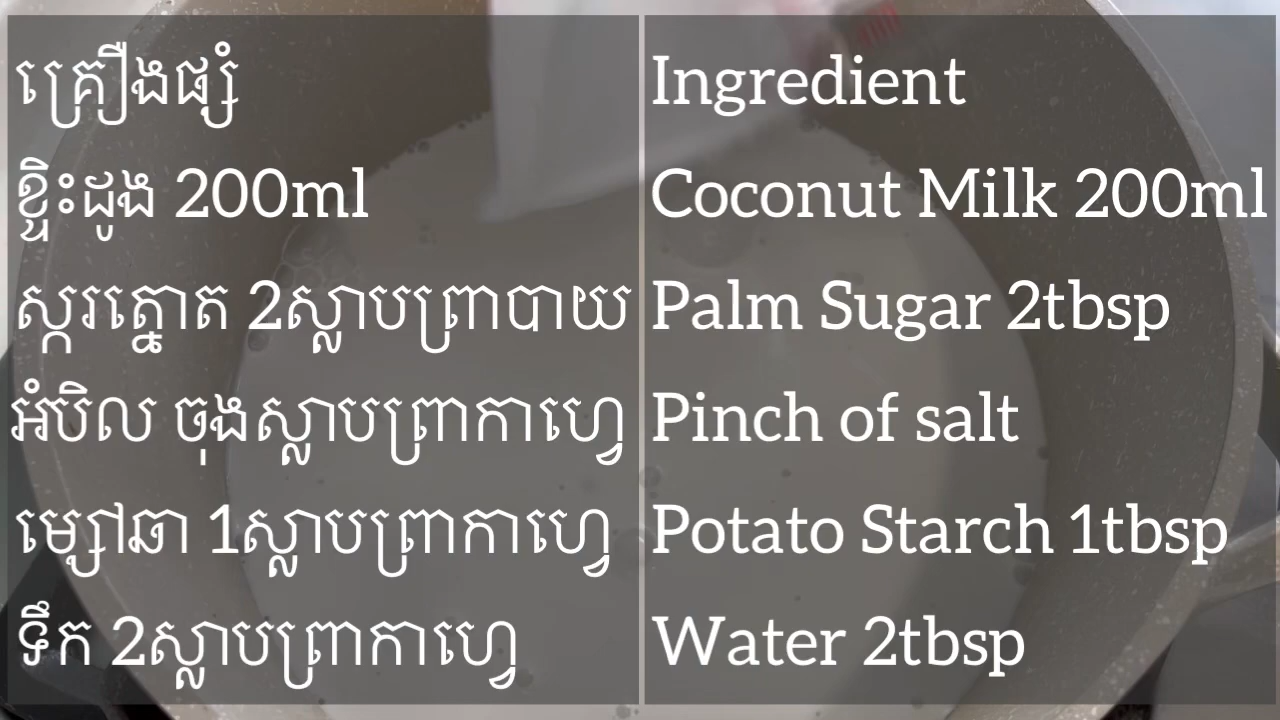 គ្រឿងផ្សំ
ខ្ទិះដូង 200ml
ស្ករត្នោត 2ស្លាបព្រាបាយ
អំបិល ចុងស្លាបព្រាកាហ្វេ
ម្សៅឆា 1ស្លាបព្រាកាហ្វេ
ទឹក 2ស្លាបព្រាកាហ្វេ
Ingredient
Coconut Milk 200ml
Palm Sugar 2tbsp
Pinch of salt
Potato Starch 1tbsp
Water 2tbsp